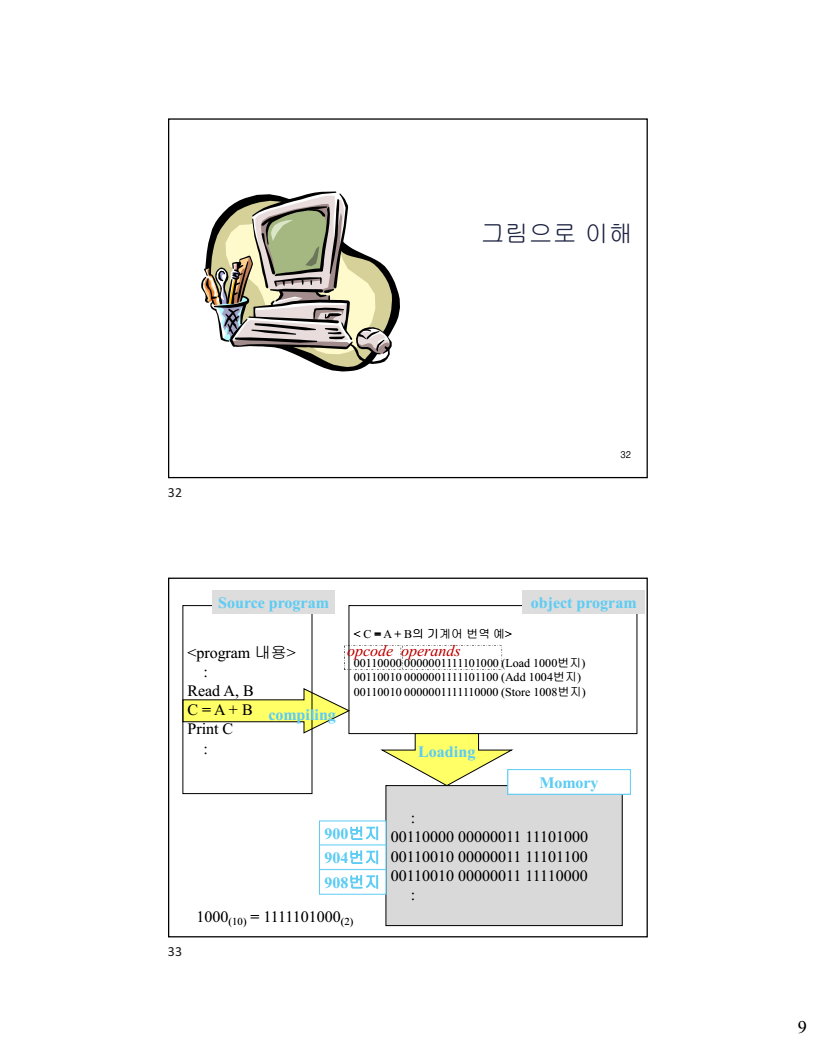 그림으로 이해
32
32
Source program
<program 내용>
:
Read A, B
C = A + B
Print C
:
compiling
object program
< C = A + B의 기계어 번역 예>
opcode operands
00110000 0000001111101000 (Load 1000번지)
00110010 0000001111101100 (Add 1004번지)
00110010 0000001111110000 (Store 1008번지)
Loading
Momory
:
900번지 00110000 00000011 11101000
904번지 00110010 00000011 11101100
908번지 00110010 00000011 11110000
:
1000(10) = 1111101000(2)
33
9